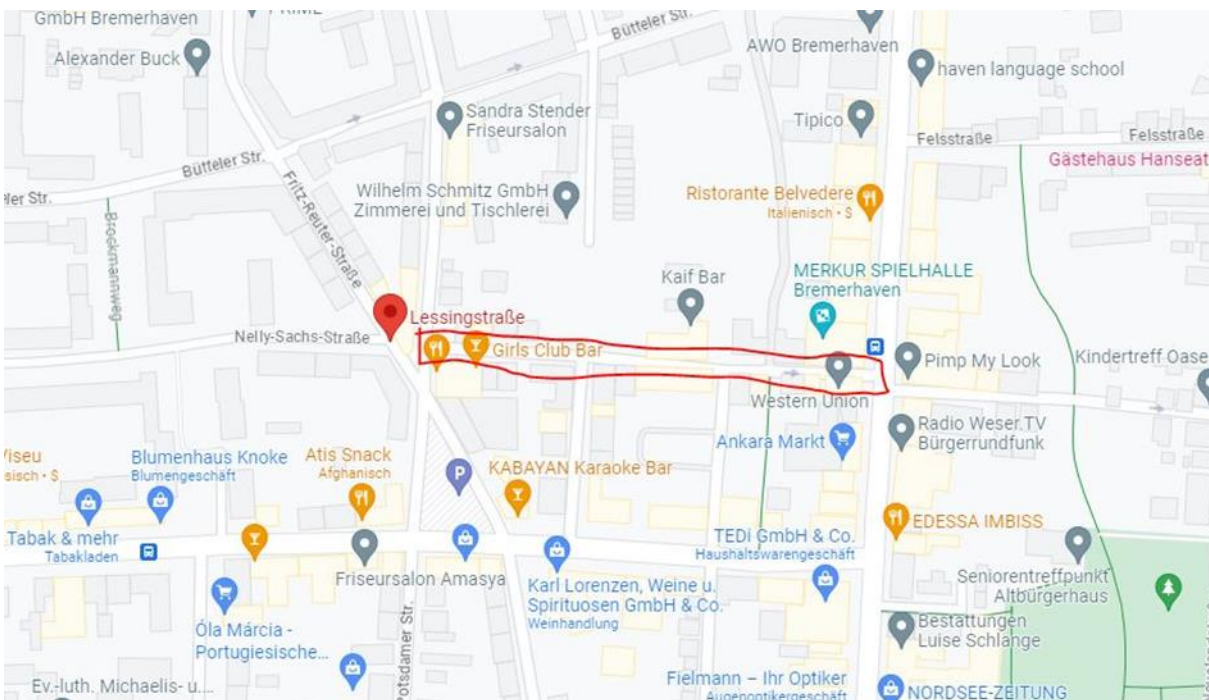 GmbH Bremerhaven
PRIME
Alexander Buck
Bütteler Str.
AWO Bremerhaven
haven language school
Sandra Stender
Friseursalon
Tipico
Felsstraße
Felsstraße
Bütteler Str.
Gästehaus Hanseat
Fritz-Reuter-Straße
Wilhelm Schmitz GmbH
Zimmerei und Tischlerei
Ristorante Belvedere
Italienisch · $
Brockmannweg
Kaif Bar
MERKUR SPIELHALLE
Bremerhaven
Lessingstraße
Nelly-Sachs-Straße
Girls Club Bar
Pimp My Look
Kindertreff Oase
Western Union
Radio Weser.TV
Bürgerrundfunk
Ankara Markt
Viseu
Blumenhaus Knoke
Blumengeschäft
Atis Snack
Afghanisch
P
KABAYAN Karaoke Bar
EDESSA IMBISS
Tabak & mehr
Tabakladen
TEDi GmbH & Co.
Haushaltswarengeschäft
Friseursalon Amasya
Karl Lorenzen, Weine u.
Spirituosen GmbH & Co.
Weinhandlung
Seniorentreffpunkt
Altbürgerhaus
Óla Márcia -
Portugiesische...
Potsdamer Str.
Bestattungen
Luise Schlange
Ev.-luth. Michaelis- u....
Fielmann – Ihr Optiker
Augenoptikergeschäft
NORDSEE-ZEITUNG